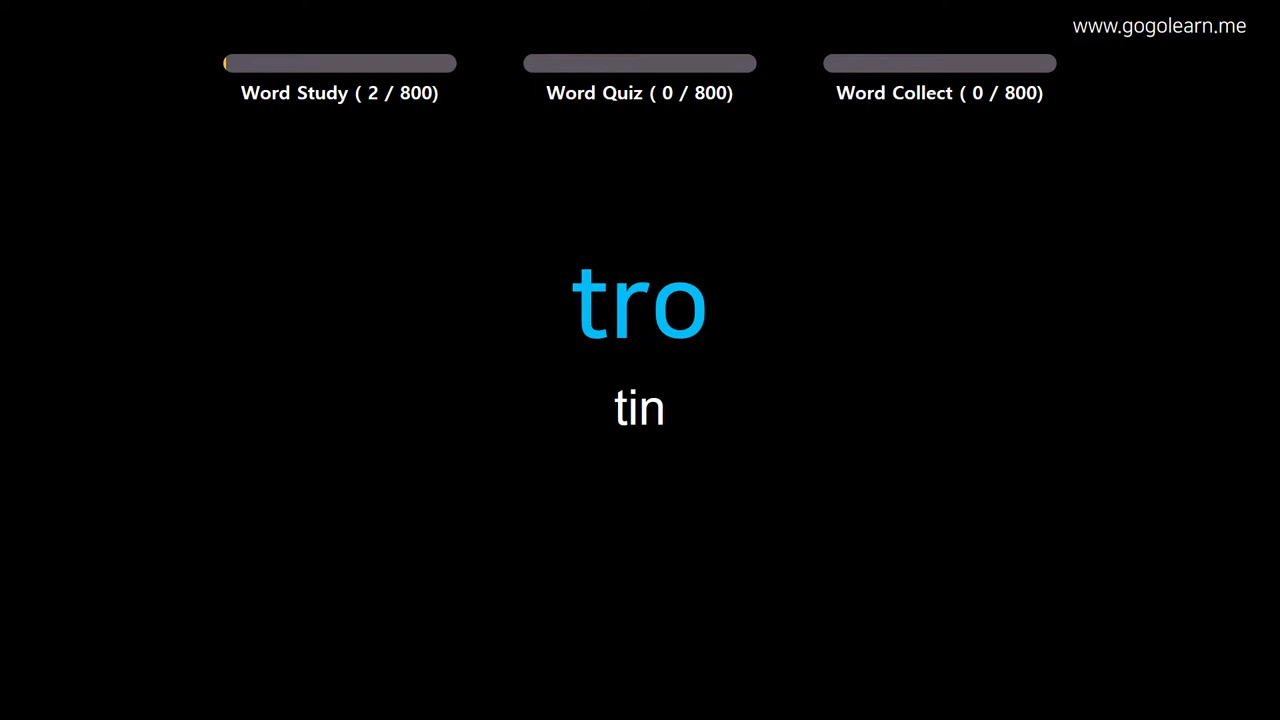 www.gogolearn.me
Word Study ( 2 / 800)
Word Quiz ( 0 / 800)
Word Collect ( 0 / 800)
tro
tin